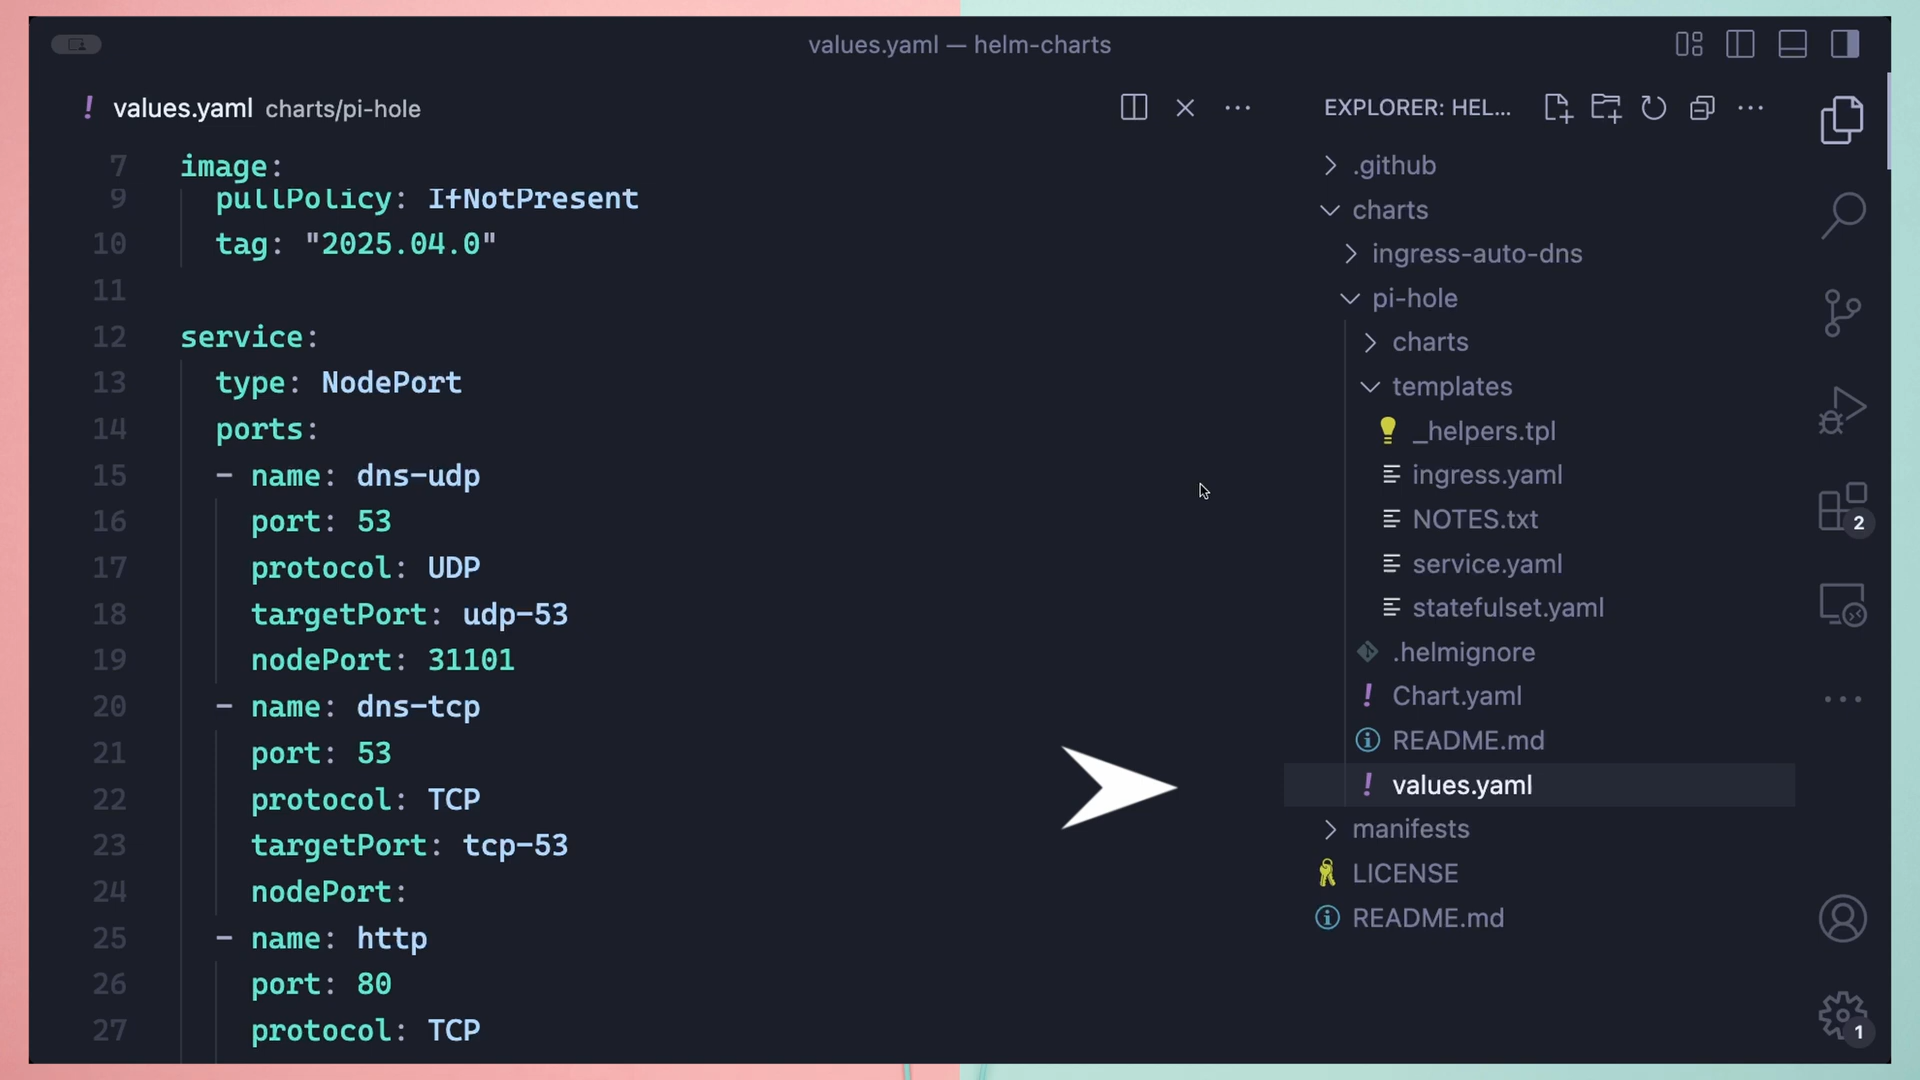 values.yaml — helm-charts
! values.yaml charts/pi-hole
7 image:
9 pullPolicy: IfNotPresent
10 tag: "2025.04.0"
11
12 service:
13 type: NodePort
14 ports:
15 - name: dns-udp
16 port: 53
17 protocol: UDP
18 targetPort: udp-53
19 nodePort: 31101
20 - name: dns-tcp
21 port: 53
22 protocol: TCP
23 targetPort: tcp-53
24 nodePort:
25 - name: http
26 port: 80
27 protocol: TCP
EXPLORER: HEL...
.github
charts
ingress-auto-dns
pi-hole
charts
templates
_helpers.tpl
ingress.yaml
NOTES.txt
service.yaml
statefulset.yaml
.helmignore
! Chart.yaml
README.md
! values.yaml
manifests
LICENSE
README.md
2
1